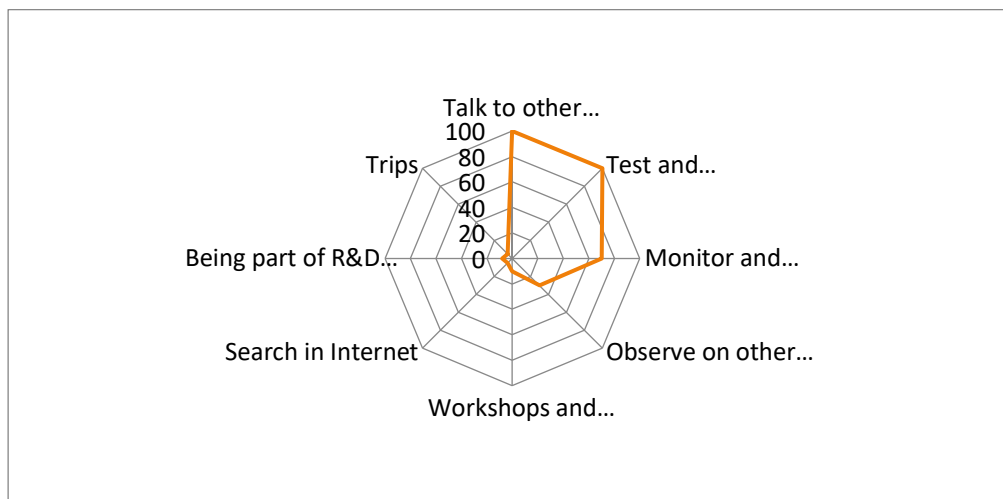 Talk to other…
100
80
60
40
20
0
Test and…
Monitor and…
Observe on other…
Workshops and…
Search in Internet
Being part of R&D…
Trips